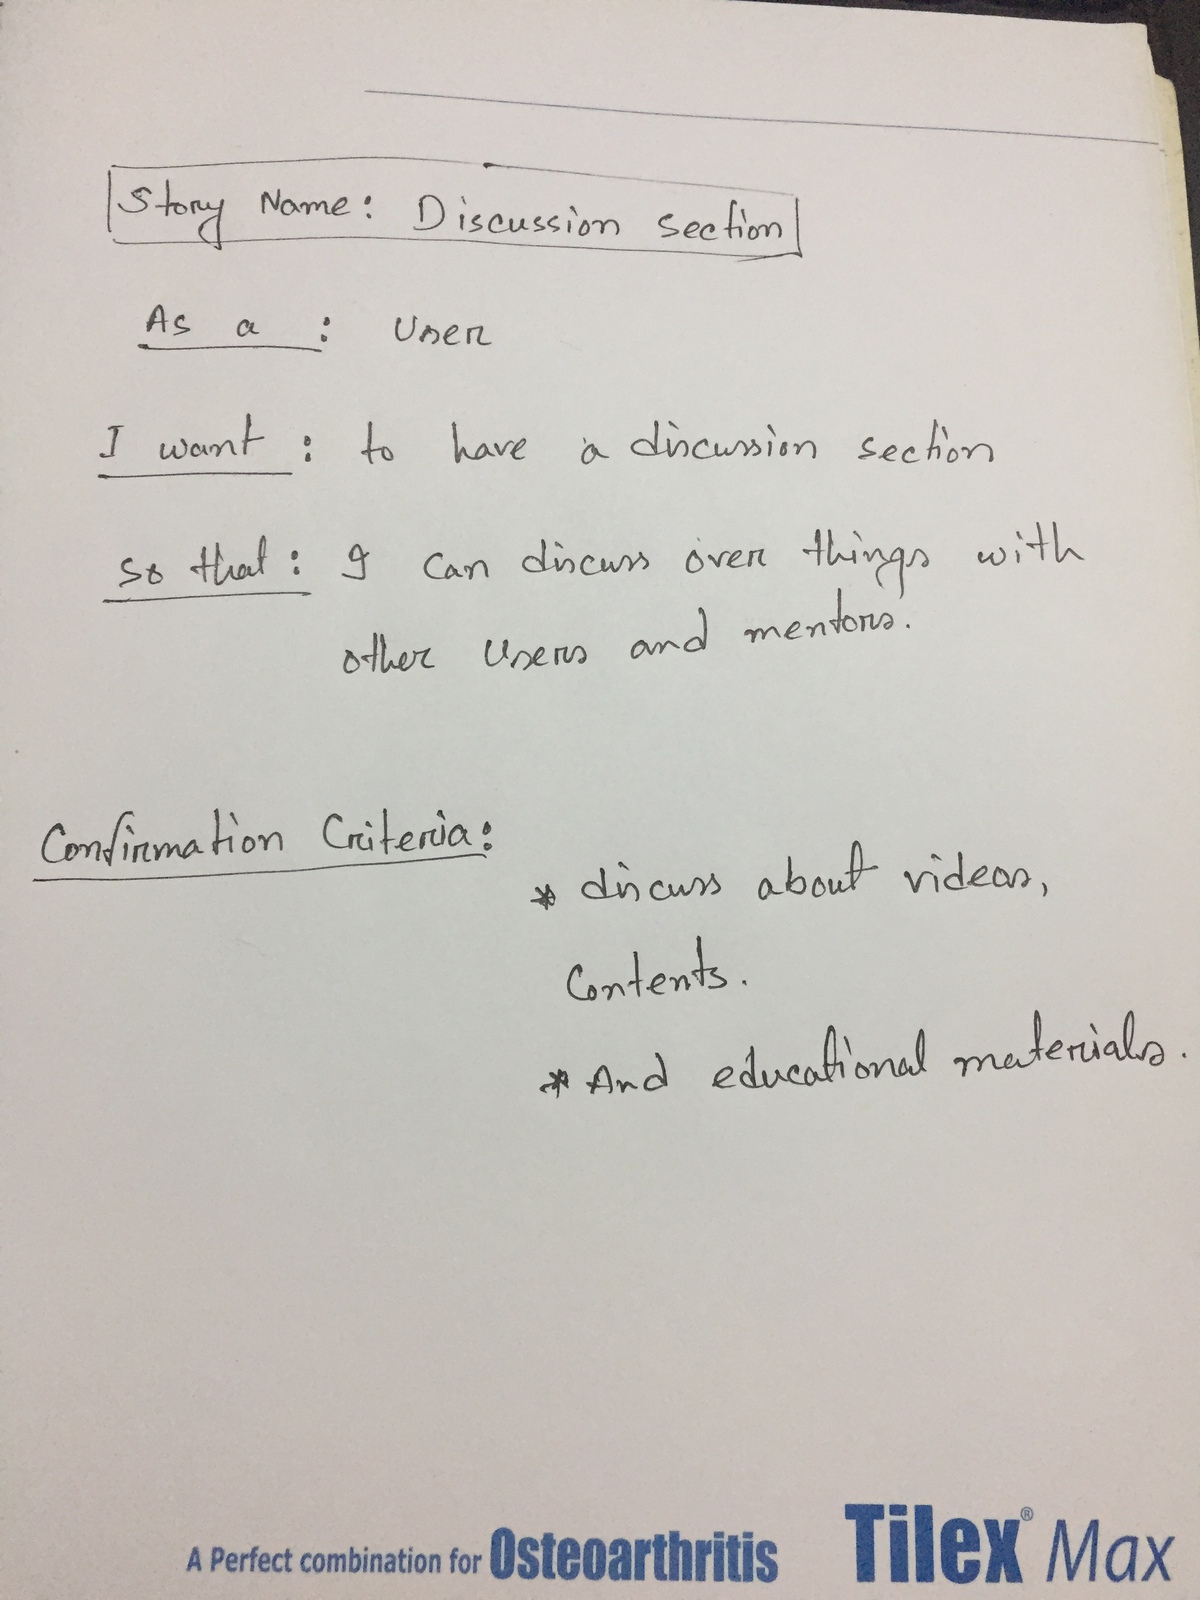 Story Name: Discussion section
As a : User
I want : to have a discussion section
so that : I can discuss over things with
other users and mentors.
Confirmation Criteria:
* discuss about videos,
Contents.
* And educational materials.
A Perfect combination for Osteoarthritis Tilex® Max